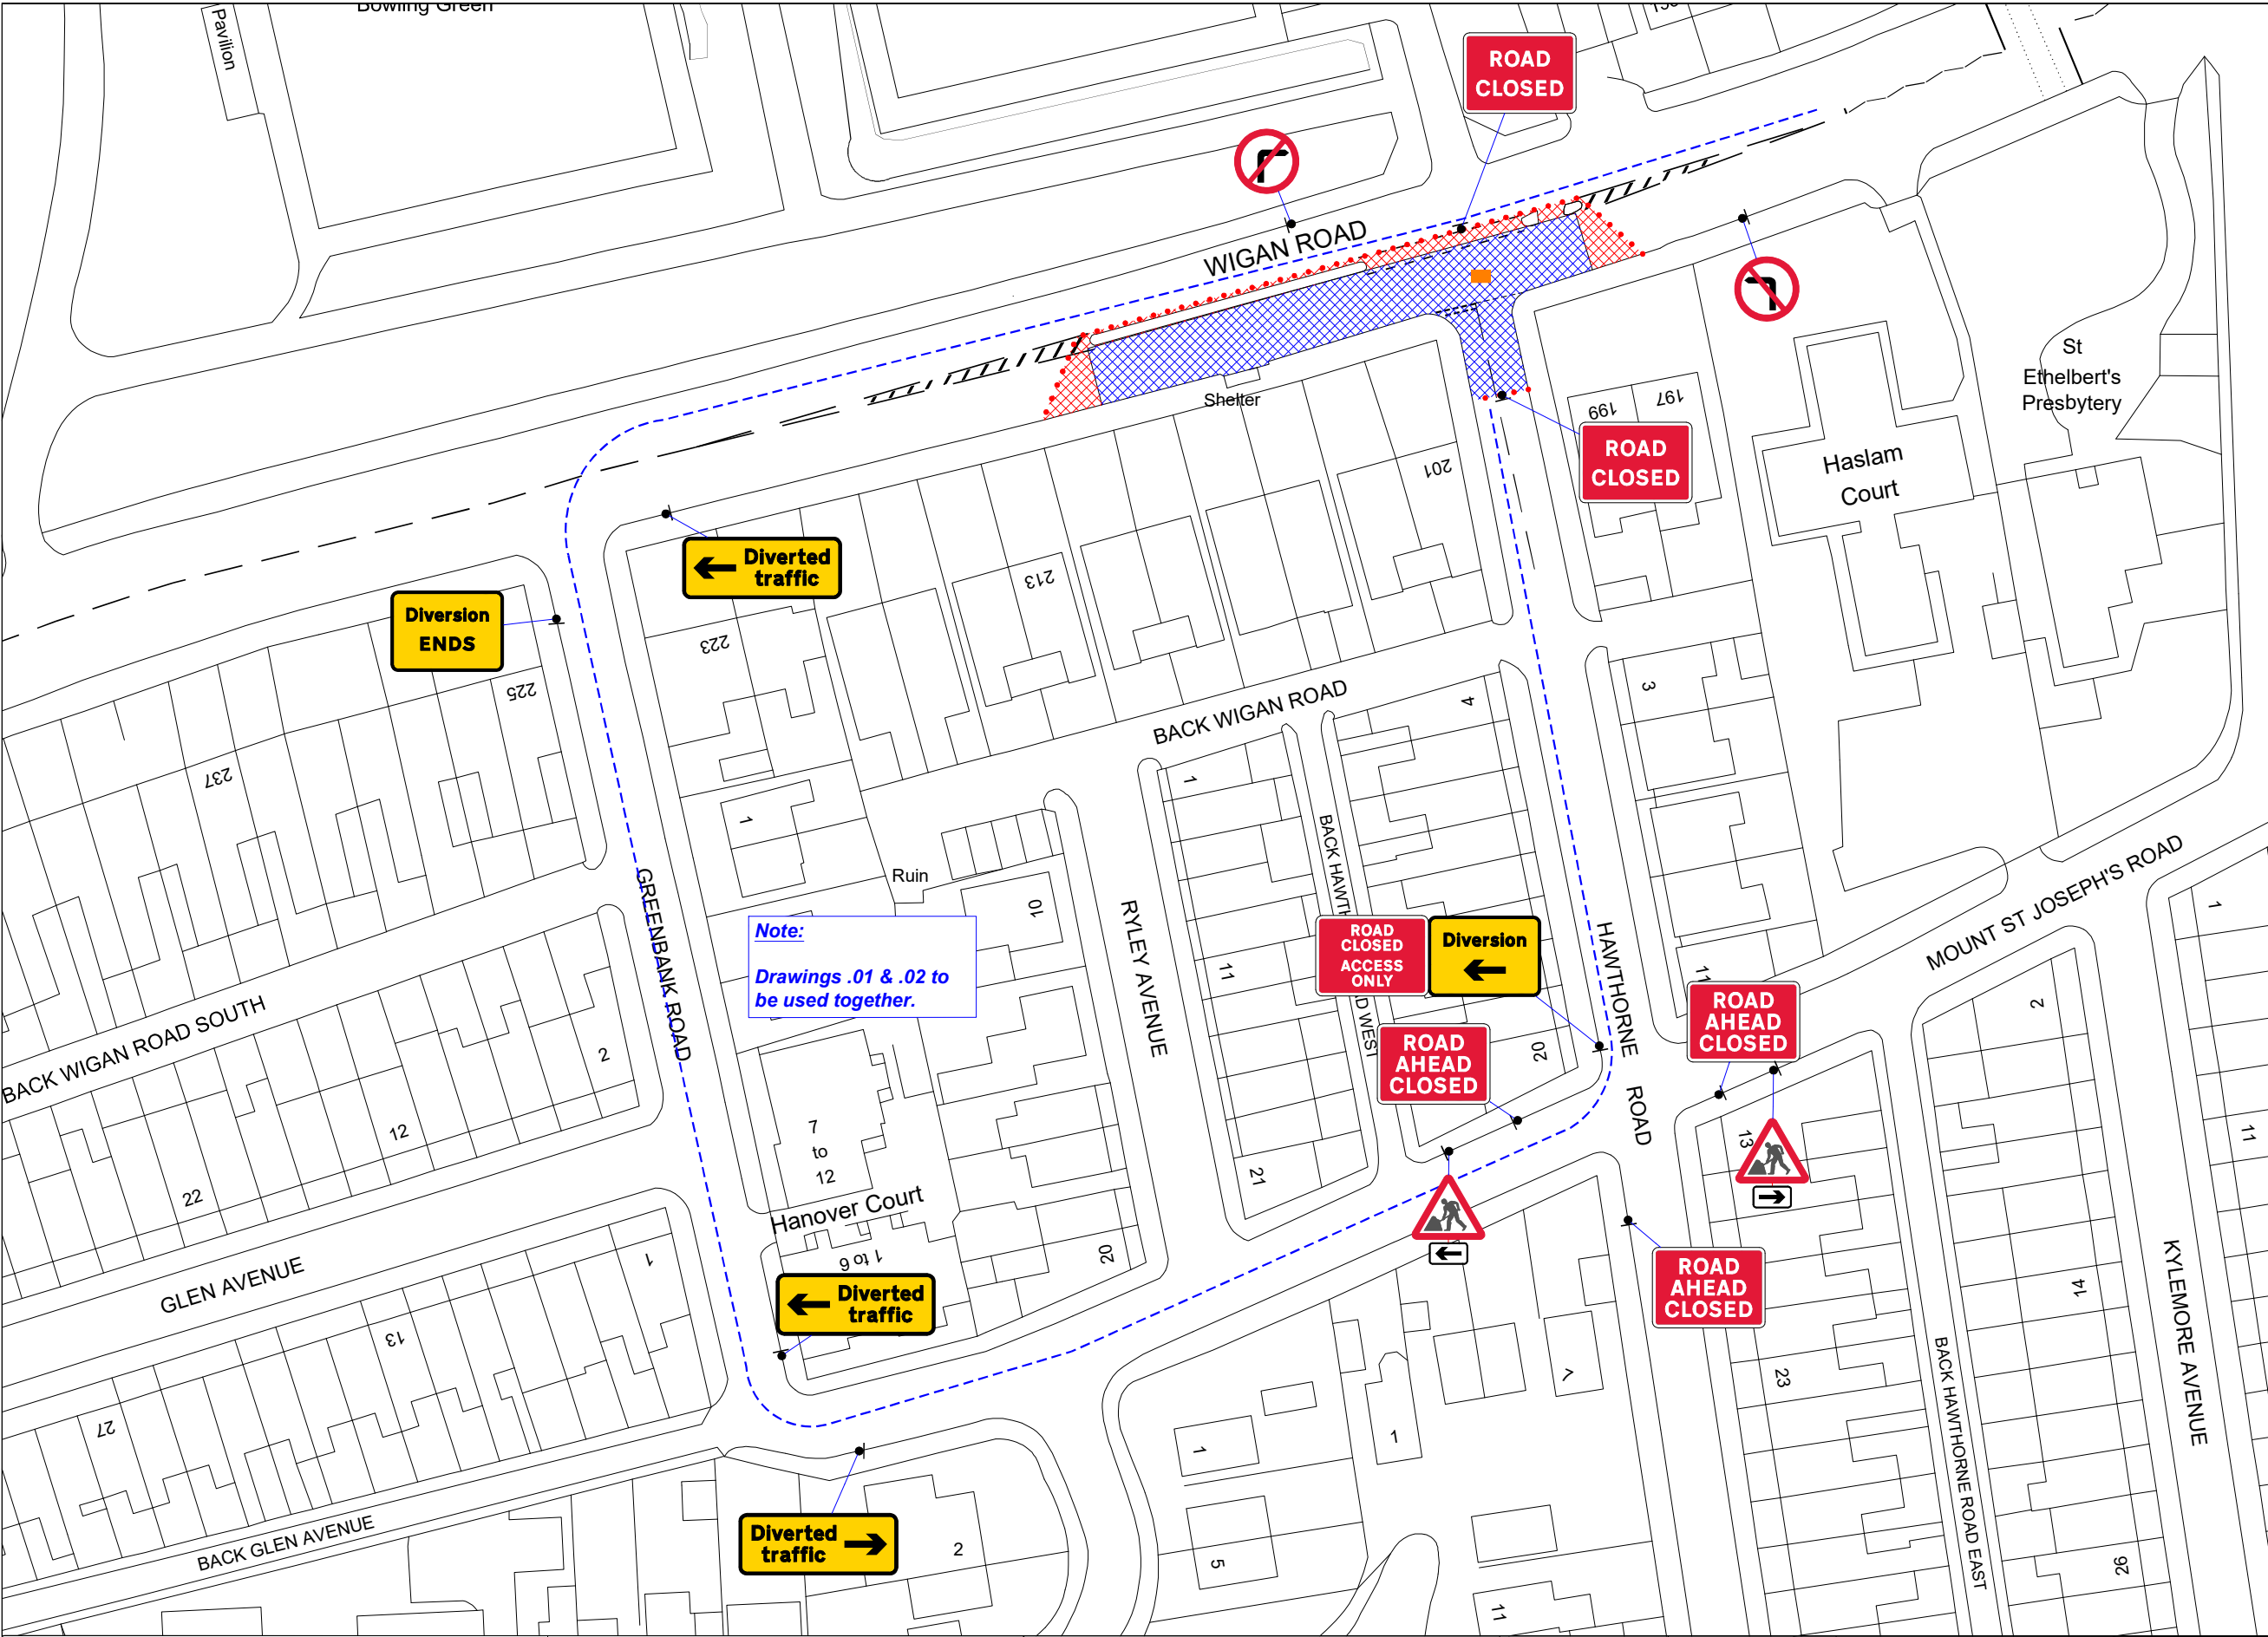 Bowling Green
Pavilion
ROAD
CLOSED
WIGAN ROAD
Shelter
ROAD
CLOSED
199
197
201
St
Ethelbert's
Presbytery
Haslam
Court
Diverted
traffic
Diversion
ENDS
213
223
225
237
BACK WIGAN ROAD
4
3
1
1
Ruin
10
GREENBANK ROAD
Note:
Drawings .01 & .02 to
be used together.
RYLEY AVENUE
11
ROAD
CLOSED
ACCESS
ONLY
Diversion
HAWTHORNE
ROAD
11
MOUNT ST JOSEPH'S ROAD
1
2
ROAD
AHEAD
CLOSED
ROAD
AHEAD
CLOSED
20
BACK WIGAN ROAD SOUTH
2
12
22
7
to
12
Hanover Court
1 to 6
20
21
13
11
GLEN AVENUE
1
13
27
Diverted
traffic
ROAD
AHEAD
CLOSED
KYLEMORE AVENUE
14
23
7
1
1
5
11
BACK HAWTHORNE ROAD EAST
26
BACK GLEN AVENUE
Diverted
traffic
2